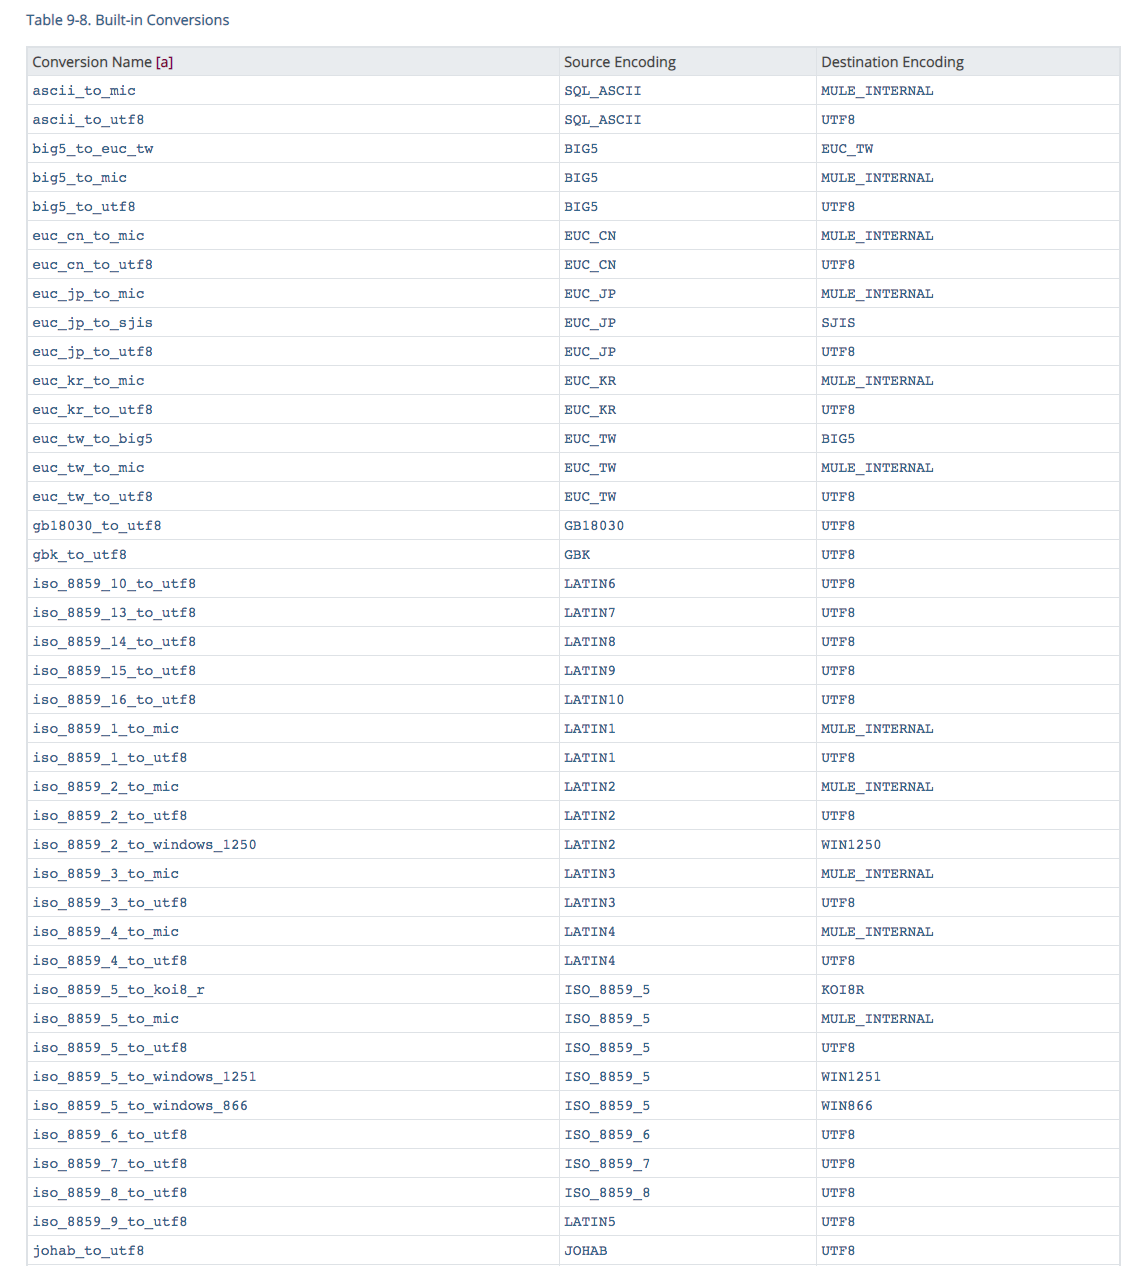 Table 9-8. Built-in Conversions
Conversion Name [a] Source Encoding Destination Encoding
ascii_to_mic SQL_ASCII MULE_INTERNAL
ascii_to_utf8 SQL_ASCII UTF8
big5_to_euc_tw BIG5 EUC_TW
big5_to_mic BIG5 MULE_INTERNAL
big5_to_utf8 BIG5 UTF8
euc_cn_to_mic EUC_CN MULE_INTERNAL
euc_cn_to_utf8 EUC_CN UTF8
euc_jp_to_mic EUC_JP MULE_INTERNAL
euc_jp_to_sjis EUC_JP SJIS
euc_jp_to_utf8 EUC_JP UTF8
euc_kr_to_mic EUC_KR MULE_INTERNAL
euc_kr_to_utf8 EUC_KR UTF8
euc_tw_to_big5 EUC_TW BIG5
euc_tw_to_mic EUC_TW MULE_INTERNAL
euc_tw_to_utf8 EUC_TW UTF8
gb18030_to_utf8 GB18030 UTF8
gbk_to_utf8 GBK UTF8
iso_8859_10_to_utf8 LATIN6 UTF8
iso_8859_13_to_utf8 LATIN7 UTF8
iso_8859_14_to_utf8 LATIN8 UTF8
iso_8859_15_to_utf8 LATIN9 UTF8
iso_8859_16_to_utf8 LATIN10 UTF8
iso_8859_1_to_mic LATIN1 MULE_INTERNAL
iso_8859_1_to_utf8 LATIN1 UTF8
iso_8859_2_to_mic LATIN2 MULE_INTERNAL
iso_8859_2_to_utf8 LATIN2 UTF8
iso_8859_2_to_windows_1250 LATIN2 WIN1250
iso_8859_3_to_mic LATIN3 MULE_INTERNAL
iso_8859_3_to_utf8 LATIN3 UTF8
iso_8859_4_to_mic LATIN4 MULE_INTERNAL
iso_8859_4_to_utf8 LATIN4 UTF8
iso_8859_5_to_koi8_r ISO_8859_5 KOI8R
iso_8859_5_to_mic ISO_8859_5 MULE_INTERNAL
iso_8859_5_to_utf8 ISO_8859_5 UTF8
iso_8859_5_to_windows_1251 ISO_8859_5 WIN1251
iso_8859_5_to_windows_866 ISO_8859_5 WIN866
iso_8859_6_to_utf8 ISO_8859_6 UTF8
iso_8859_7_to_utf8 ISO_8859_7 UTF8
iso_8859_8_to_utf8 ISO_8859_8 UTF8
iso_8859_9_to_utf8 LATIN5 UTF8
johab_to_utf8 JOHAB UTF8